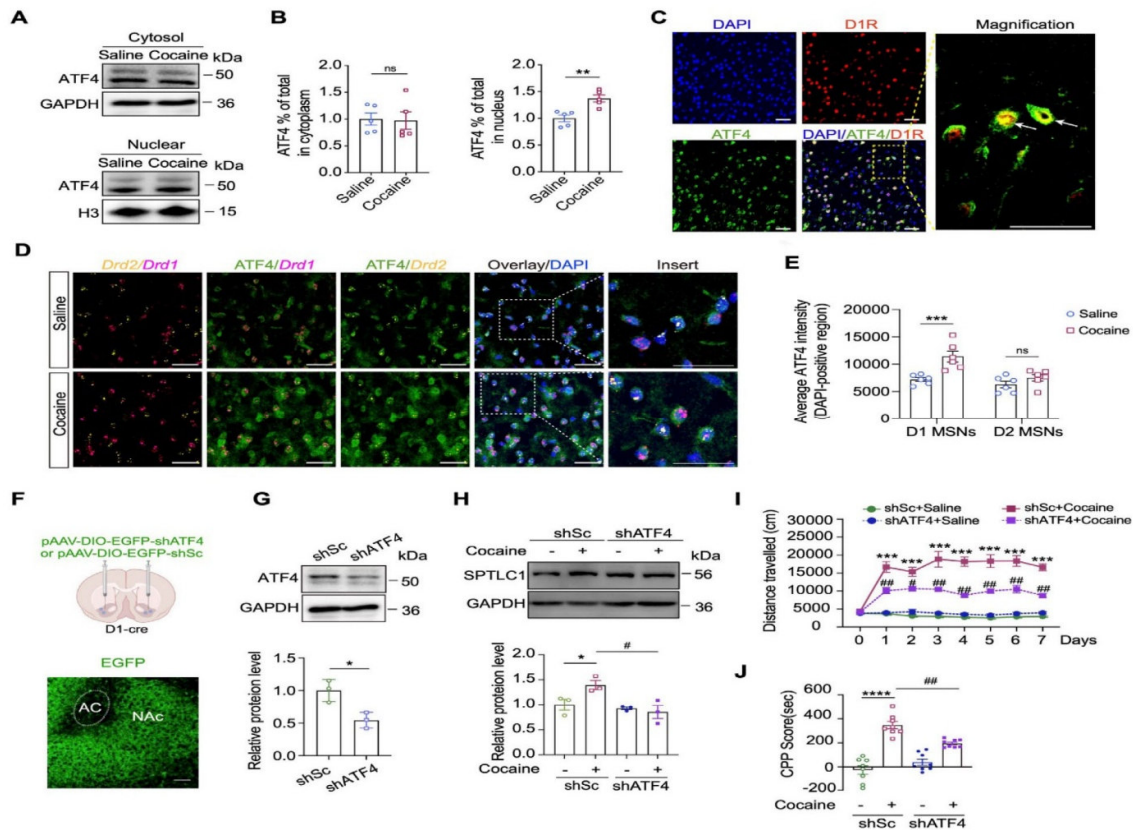 A
Cytosol
Saline Cocaine kDa
ATF4
50
GAPDH
36
Nuclear
Saline Cocaine kDa
ATF4
50
H3
15
B
ATF4 % of total
in cytoplasm
2.0
1.5
1.0
0.5
0.0
ns
Saline
Cocaine
ATF4 % of total
in nucleus
2.0
1.5
1.0
0.5
0.0
**
Saline
Cocaine
C
DAPI
D1R
Magnification
ATF4
DAPI/ATF4/D1R
D
Drd2/Drd1
ATF4/Drd1
ATF4/Drd2
Overlay/DAPI
Insert
Saline
Cocaine
E
Average ATF4 intensity
(DAPI-positive region)
20000
15000
10000
5000
0
***
ns
Saline
Cocaine
D1 MSNs
D2 MSNs
F
pAAV-DIO-EGFP-shATF4
or pAAV-DIO-EGFP-shSc
D1-cre
EGFP
AC
NAc
G
shSc
shATF4
kDa
ATF4
50
GAPDH
36
Relative proteion level
1.5
1.0
0.5
0.0
*
shSc
shATF4
H
shSc
shATF4
Cocaine - + - + kDa
SPTLC1
56
GAPDH
36
Relative proteion level
2.0
1.5
1.0
0.5
0.0
*
#
Cocaine - + - +
shSc
shATF4
I
shSc+Saline
shSc+Cocaine
shATF4+Saline
shATF4+Cocaine
Distance travelled (cm)
30000
25000
20000
15000
10000
5000
0
*** *** *** *** *** *** ***
## # ## ## ## ## ##
0 1 2 3 4 5 6 7 Days
J
CPP Score(sec)
600
400
200
0
-200
****
##
Cocaine - + - +
shSc
shATF4